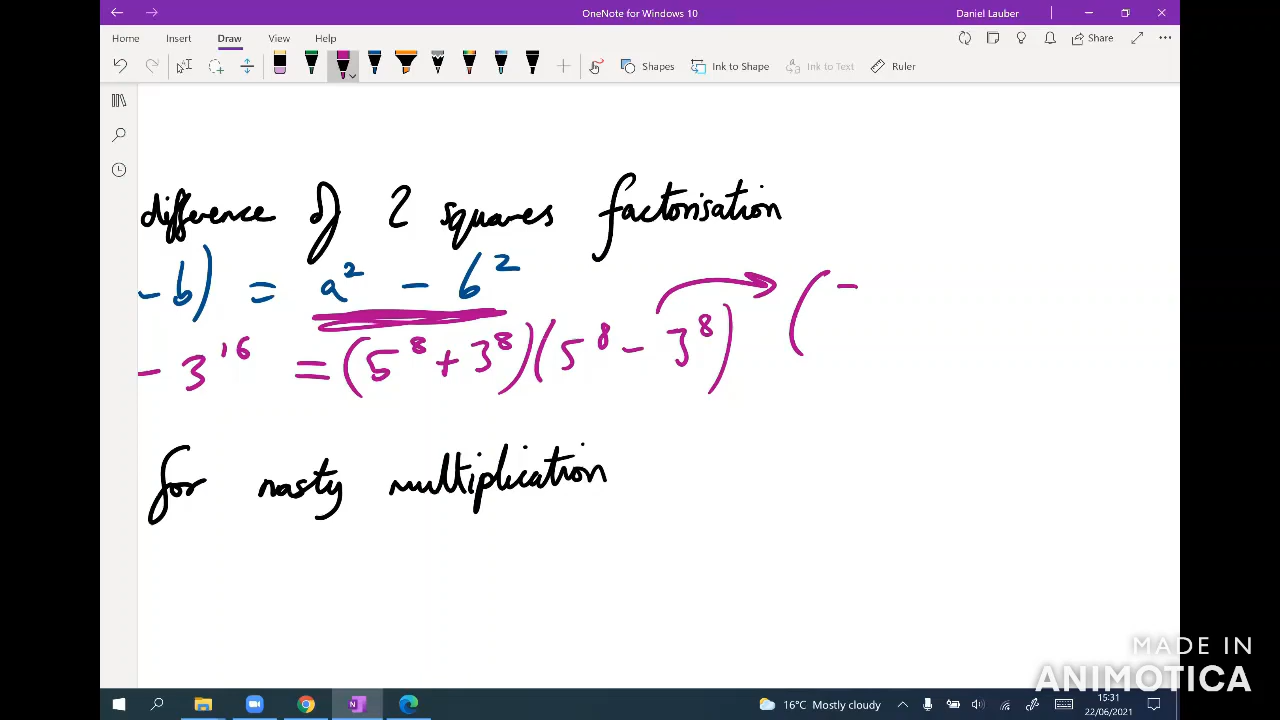 OneNote for Windows 10
Daniel Lauber
Home Insert Draw View Help
Share
Shapes Ink to Shape Ink to Text Ruler
difference of 2 squares factorisation
- b) = a² - b²
- 3¹⁶ = (5⁸ + 3⁸)(5⁸ - 3⁸) (-
for nasty multiplication
MADE IN
ANIMOTICA
16°C Mostly cloudy
15:31
22/06/2021